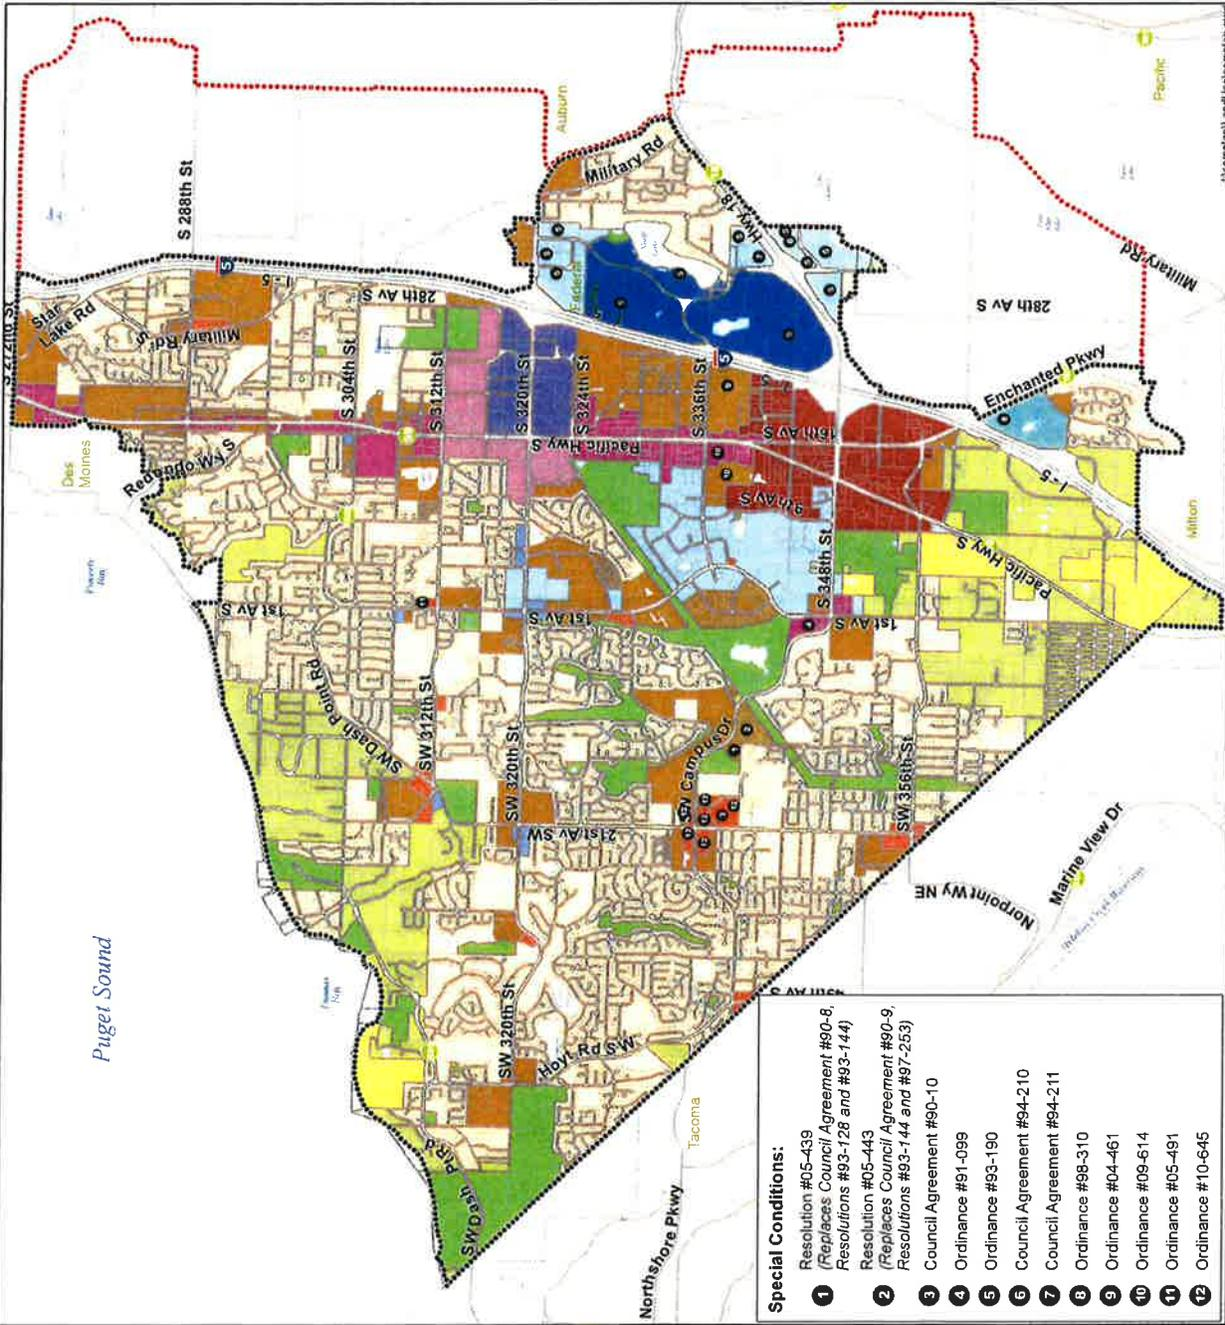 S 272nd St
Star
Lake Rd
S 288th St
Military Rd S
I-5
5
28th Av S
S 304th St
S 312th St
S 320th St
S 324th St
S 336th St
Pacific Hwy S
16th Av S
9th Av S
S 348th St
Auburn
Military Rd
Hwy 18
Federal
5
28th Av S
Military Rd
Enchanted Pkwy
I-5
Pacific
Milton
Pacific Hwy S
Des
Moines
Redondo Wy S
1st Av S
1st Av S
1st Av S
SW Dash Point Rd
SW 312th St
SW 320th St
21st Av SW
SW Campus Dr
SW 356th St
Norpoint Wy NE
Marine View Dr
Puget Sound
SW 320th St
Hoyt Rd SW
SW Dash Pt Rd
Tacoma
Northshore Pkwy
Special Conditions:
1 Resolution #05-439
(Replaces Council Agreement #90-8,
Resolutions #93-128 and #93-144)
2 Resolution #05-443
(Replaces Council Agreement #90-9,
Resolutions #93-144 and #97-253)
3 Council Agreement #90-10
4 Ordinance #91-099
5 Ordinance #93-190
6 Council Agreement #94-210
7 Council Agreement #94-211
8 Ordinance #98-310
9 Ordinance #04-461
10 Ordinance #09-614
11 Ordinance #05-491
12 Ordinance #10-645